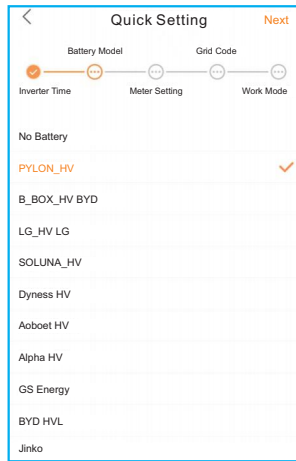 Quick Setting Next
Battery Model Grid Code
Inverter Time Meter Setting Work Mode
No Battery
PYLON_HV
B_BOX_HV BYD
LG_HV LG
SOLUNA_HV
Dyness HV
Aoboet HV
Alpha HV
GS Energy
BYD HVL
Jinko